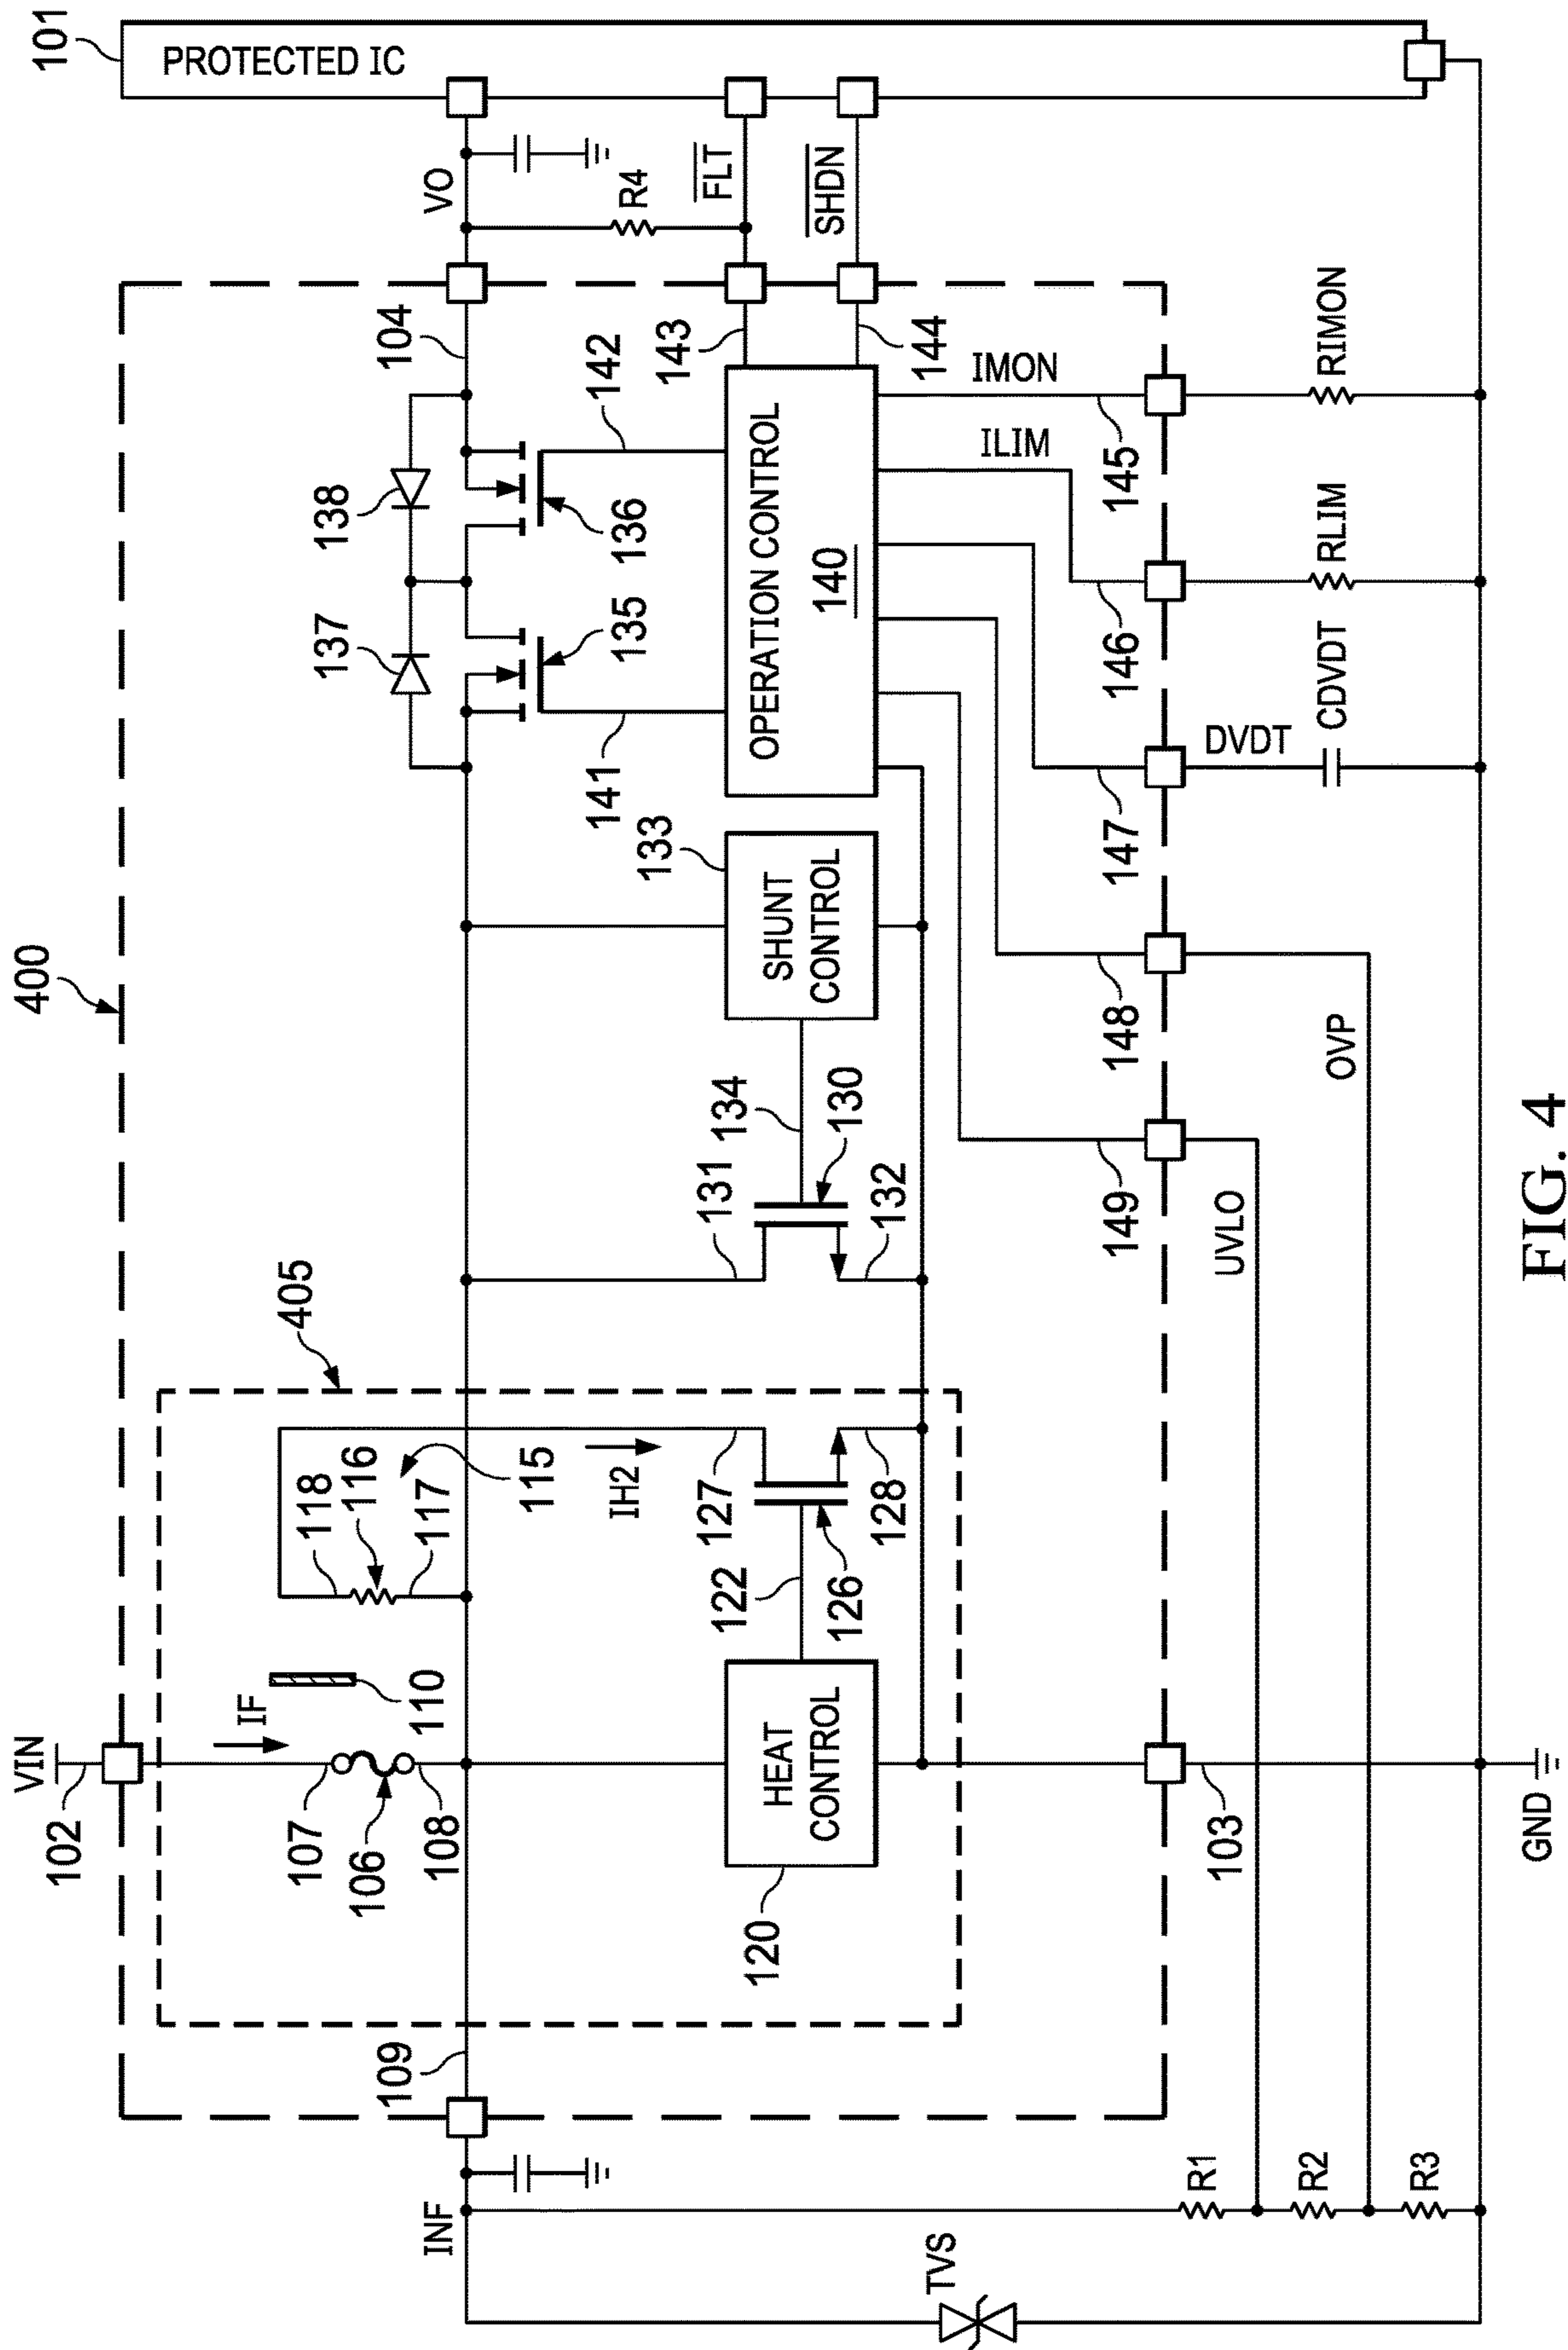 101
PROTECTED IC
VO
R4
FLT
SHDN
104
138
137
136
135
142
141
143
144
OPERATION CONTROL
140
IMON
ILIM
145
146
147
148
149
RIMON
RLIM
CDVDT
DVDT
133
SHUNT
CONTROL
134
130
131
132
400
405
OVP
UVLO
118
116
117
115
IH2
127
128
122
126
VIN
102
IF
110
107
106
108
HEAT
CONTROL
120
103
GND
109
INF
R1
R2
R3
TVS
FIG. 4